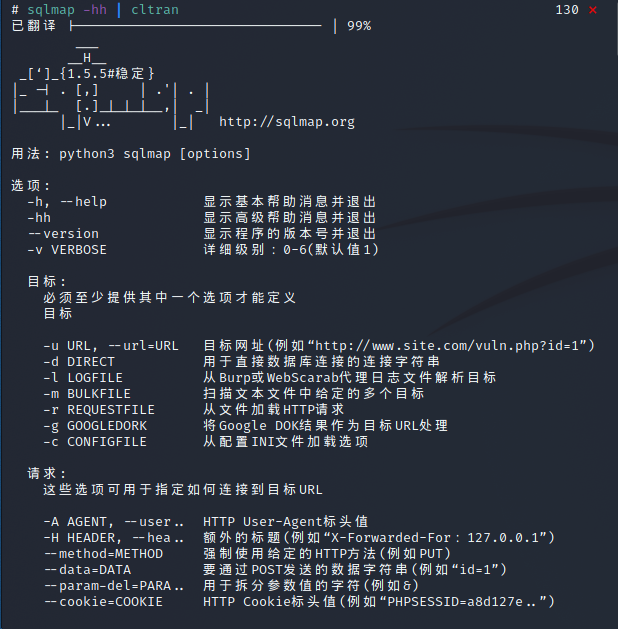 # sqlmap -hh | cltran 130 ✕
已翻译 |-------------------------------- | 99%
___
__H__
_[‘]_{1.5.5#稳定}
|_ -| . [,] | .'| . |
|___|_ [.]_|_|_|__,| _|
|_|V... |_| http://sqlmap.org
用法: python3 sqlmap [options]
选项:
-h, --help 显示基本帮助消息并退出
-hh 显示高级帮助消息并退出
--version 显示程序的版本号并退出
-v VERBOSE 详细级别：0-6(默认值1)
目标:
必须至少提供其中一个选项才能定义
目标
-u URL, --url=URL 目标网址(例如“http://www.site.com/vuln.php?id=1”)
-d DIRECT 用于直接数据库连接的连接字符串
-l LOGFILE 从Burp或WebScarab代理日志文件解析目标
-m BULKFILE 扫描文本文件中给定的多个目标
-r REQUESTFILE 从文件加载HTTP请求
-g GOOGLEDORK 将Google DOK结果作为目标URL处理
-c CONFIGFILE 从配置INI文件加载选项
请求:
这些选项可用于指定如何连接到目标URL
-A AGENT, --user.. HTTP User-Agent标头值
-H HEADER, --hea.. 额外的标题(例如“X-Forwarded-For：127.0.0.1”)
--method=METHOD 强制使用给定的HTTP方法(例如PUT)
--data=DATA 要通过POST发送的数据字符串(例如“id=1”)
--param-del=PARA.. 用于拆分参数值的字符(例如&)
--cookie=COOKIE HTTP Cookie标头值(例如“PHPSESSID=a8d127e..”)